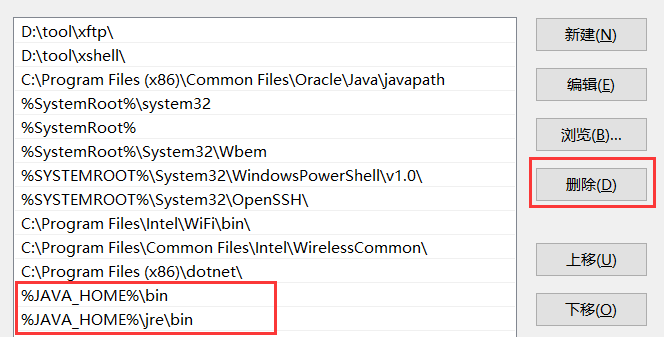 D:\tool\xftp\
D:\tool\xshell\
C:\Program Files (x86)\Common Files\Oracle\Java\javapath
%SystemRoot%\system32
%SystemRoot%
%SystemRoot%\System32\Wbem
%SYSTEMROOT%\System32\WindowsPowerShell\v1.0\
%SYSTEMROOT%\System32\OpenSSH\
C:\Program Files\Intel\WiFi\bin\
C:\Program Files\Common Files\Intel\WirelessCommon\
C:\Program Files (x86)\dotnet\
%JAVA_HOME%\bin
%JAVA_HOME%\jre\bin
新建(N)
编辑(E)
浏览(B)...
删除(D)
上移(U)
下移(O)